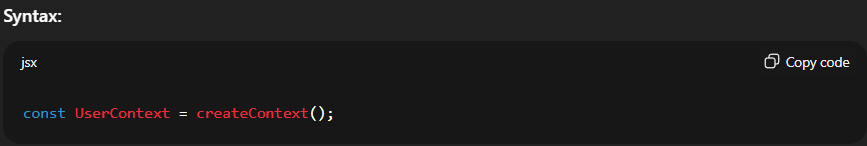 Syntax:
jsx Copy code
const UserContext = createContext();